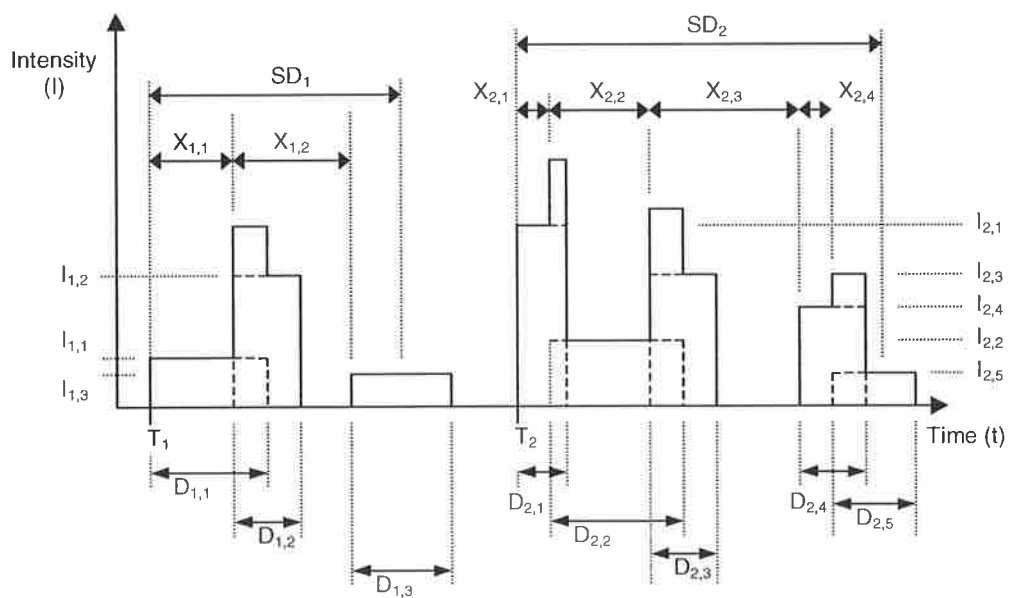 Intensity
(I)
SD₁
SD₂
X₁,₁
X₁,₂
X₂,₁
X₂,₂
X₂,₃
X₂,₄
I₁,₂
I₁,₁
I₁,₃
I₂,₁
I₂,₃
I₂,₄
I₂,₂
I₂,₅
T₁
T₂
Time (t)
D₁,₁
D₁,₂
D₁,₃
D₂,₁
D₂,₂
D₂,₃
D₂,₄
D₂,₅